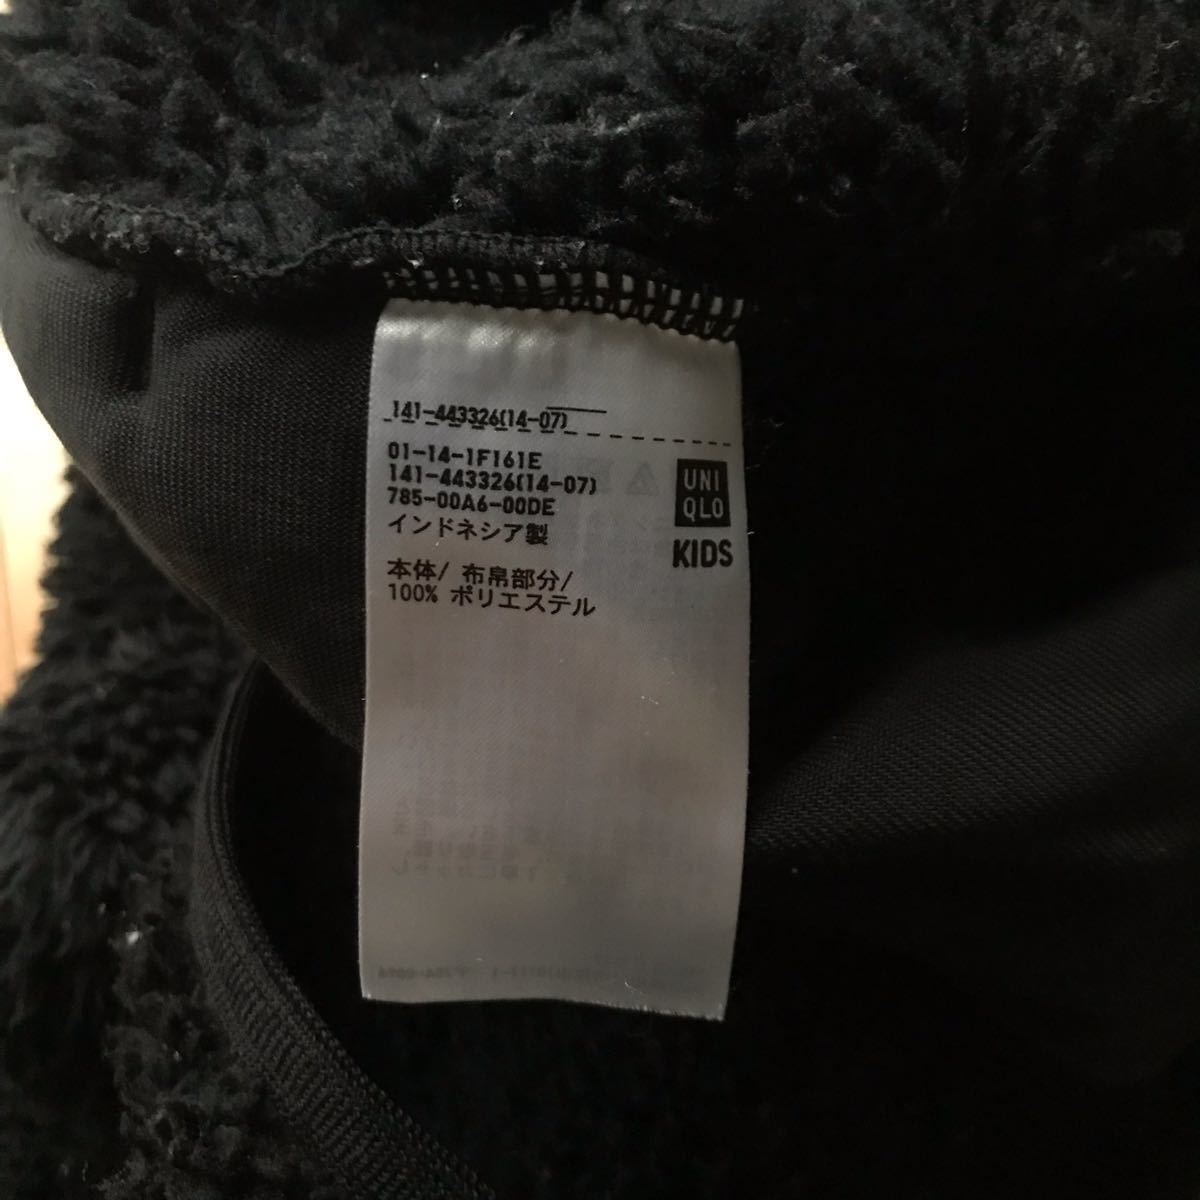 141-443326(14-07)
01-14-1F161E
141-443326(14-07)
785-00A6-00DE
インドネシア製
本体/ 布帛部分/
100% ポリエステル
UNI
QLO
KIDS